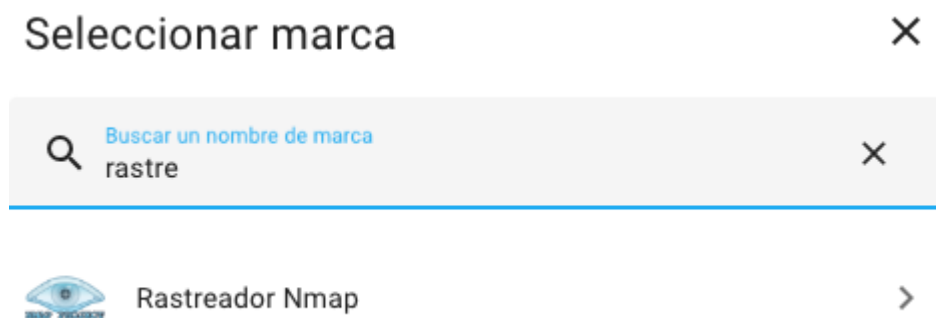 Seleccionar marca
Buscar un nombre de marca
rastre
Rastreador Nmap